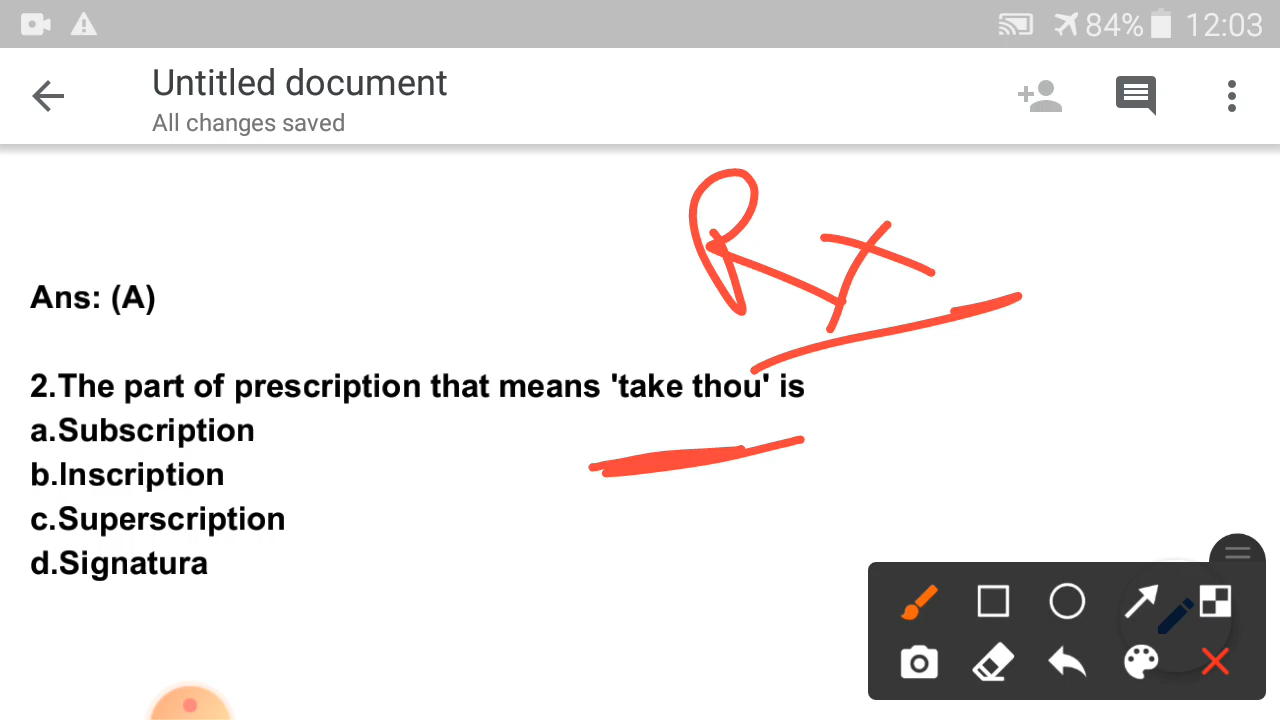 84% 12:03
Untitled document
All changes saved
Rx
Ans: (A)
2.The part of prescription that means 'take thou' is
a.Subscription
b.Inscription
c.Superscription
d.Signatura